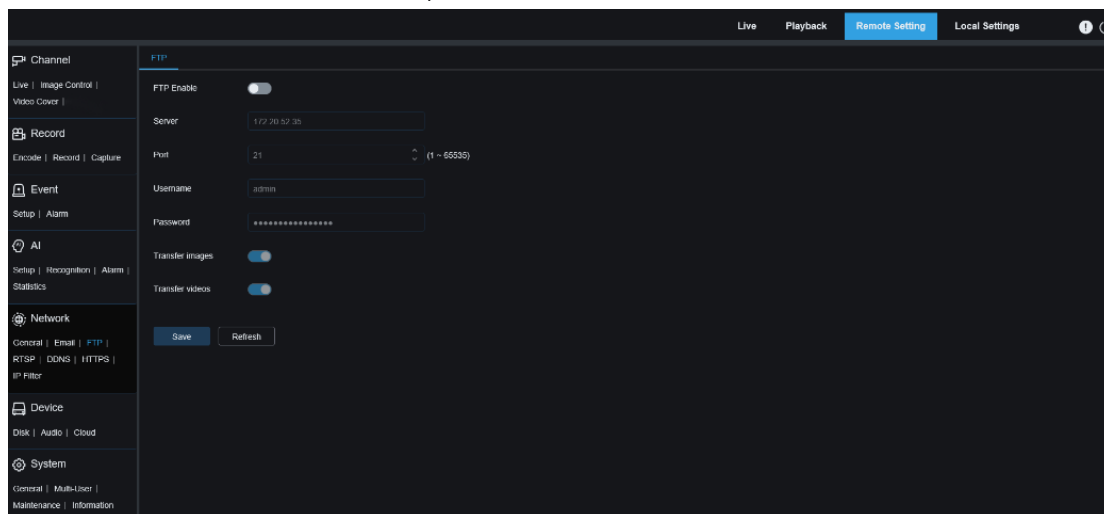 Live Playback Remote Setting Local Settings
Channel
Live | Image Control |
Video Cover |
Record
Encode | Record | Capture
Event
Setup | Alarm
AI
Setup | Recognition | Alarm |
Statistics
Network
General | Email | FTP |
RTSP | DDNS | HTTPS |
IP Filter
Device
Disk | Audio | Cloud
System
General | Multi-User |
Maintenance | Information
FTP
FTP Enable
Server 172.20.52.35
Port 21 (1 ~ 65535)
Username admin
Password ••••••••••••••••
Transfer images
Transfer videos
Save Refresh